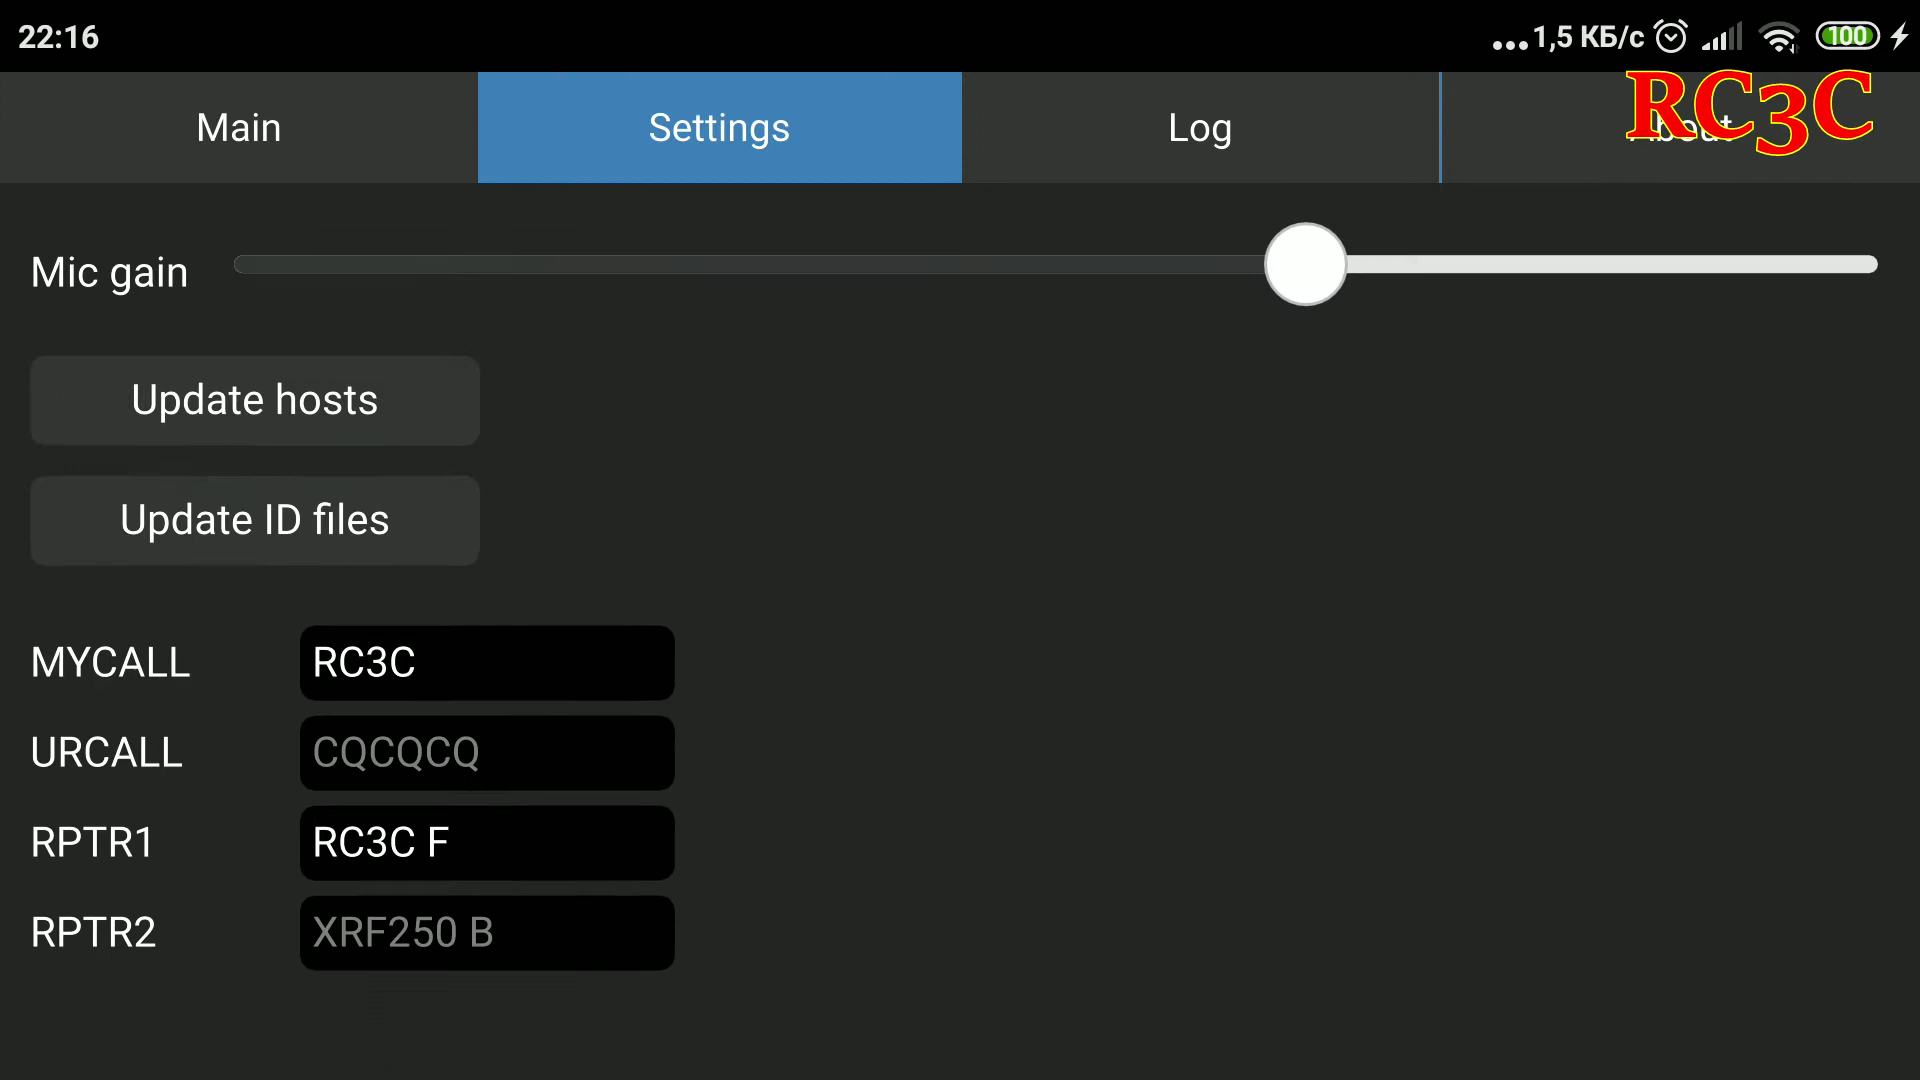 22:16
...1,5 КБ/с 100
Main Settings Log About
RC3C
Mic gain
Update hosts
Update ID files
MYCALL RC3C
URCALL CQCQCQ
RPTR1 RC3C F
RPTR2 XRF250 B